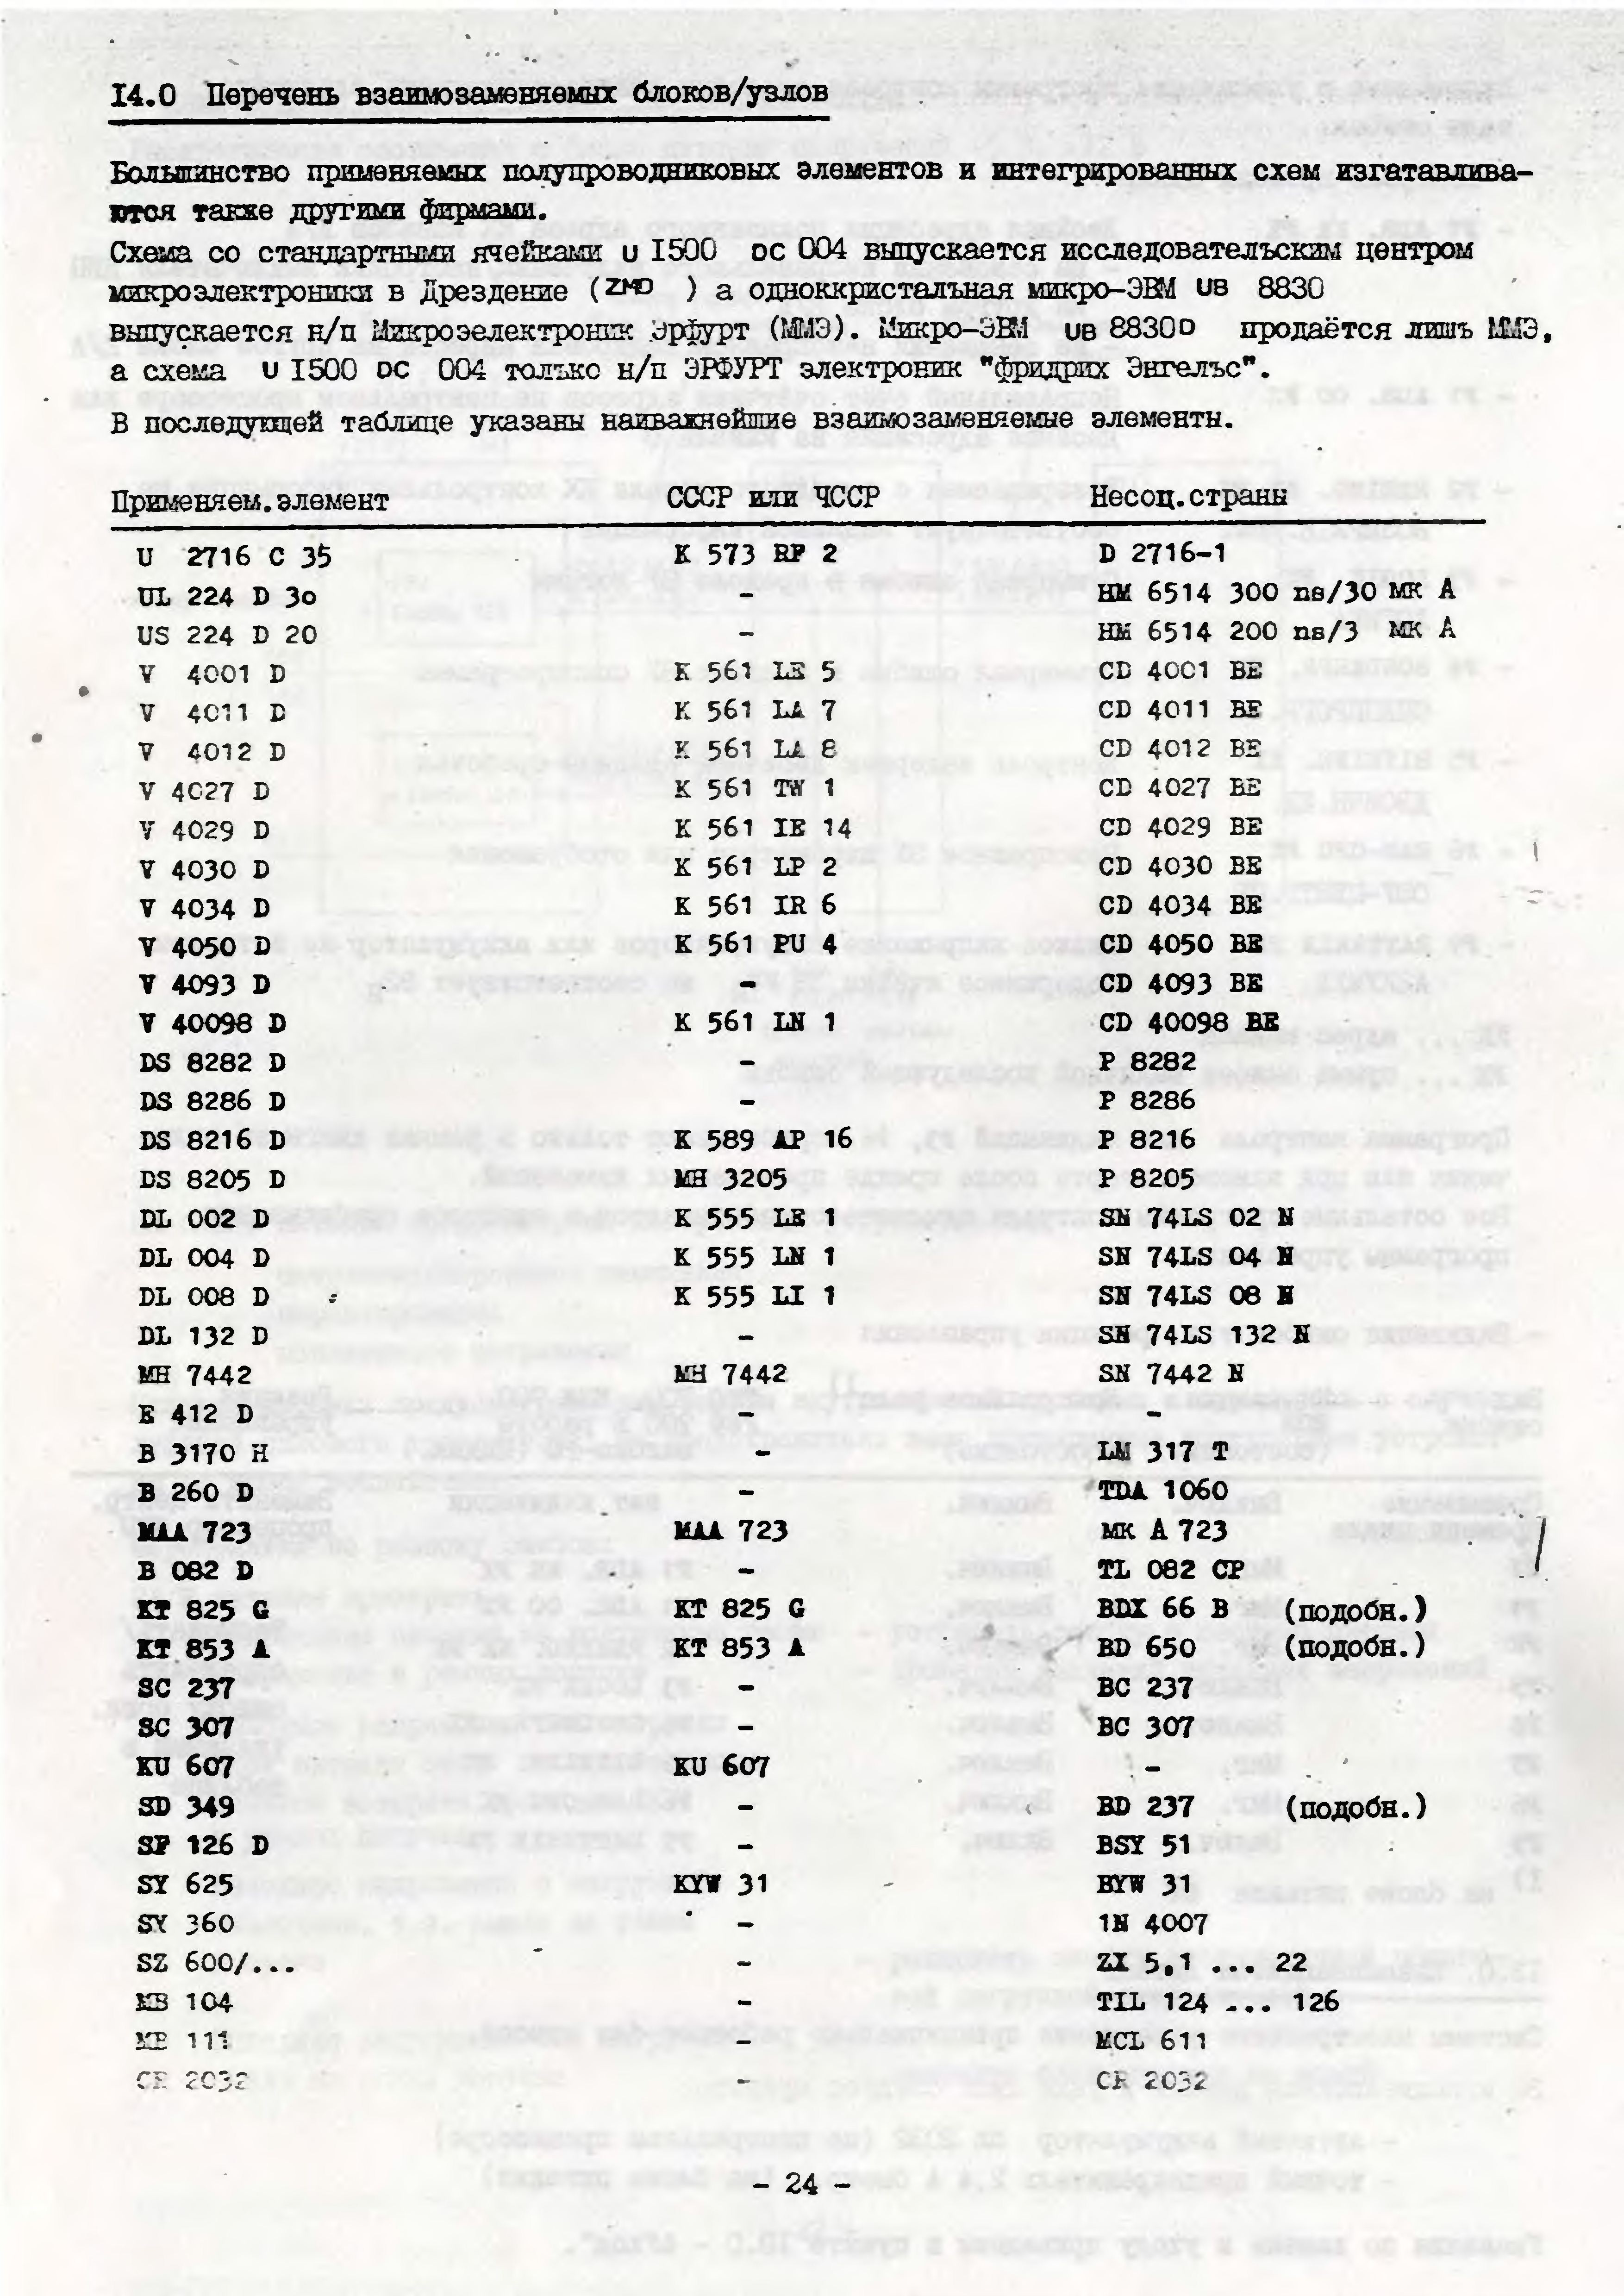 I4.0 Перечень взаимозаменяемых блоков/узлов
Большинство применяемых полупроводниковых элементов и интегрированных схем изгатавлива-
ются также другими фирмами.
Схема со стандартными ячейками U I500 DC 004 выпускается исследователъским центром
микроэлектроники в Дрездение (ZMD ) а одноккристалъная микро-ЭВМ UB 8830
выпускается н/п Микроэелектроник Эрфурт (ММЭ). Микро-ЭВМ UB 8830D продаётся лишъ ММЭ,
а схема U I500 DC 004 толъко н/п ЭРФУРТ электроник "Фридрих Энгелъс".
В последующей таблице указаны наиважнейшие взаимозаменяемые элементы.
Применяем.элемент СССР или ЧССР Несоц.страны
U 2716 C 35 K 573 RF 2 D 2716-1
UL 224 D 3o - HM 6514 300 ns/30 МК A
US 224 D 20 - HM 6514 200 ns/3 МК A
V 4001 D K 561 LE 5 CD 4001 BE
V 4011 D K 561 LA 7 CD 4011 BE
V 4012 D K 561 LA 8 CD 4012 BE
V 4027 D K 561 TW 1 CD 4027 BE
V 4029 D K 561 IE 14 CD 4029 BE
V 4030 D K 561 LP 2 CD 4030 BE
V 4034 D K 561 IR 6 CD 4034 BE
V 4050 D K 561 PU 4 CD 4050 BE
V 4093 D - CD 4093 BE
V 40098 D K 561 LN 1 CD 40098 BE
DS 8282 D - P 8282
DS 8286 D - P 8286
DS 8216 D K 589 AP 16 P 8216
DS 8205 D MH 3205 P 8205
DL 002 D K 555 LE 1 SN 74LS 02 N
DL 004 D K 555 LN 1 SN 74LS 04 N
DL 008 D K 555 LI 1 SN 74LS 08 N
DL 132 D - SN 74LS 132 N
MH 7442 MH 7442 SN 7442 N
E 412 D - -
B 3170 H - LM 317 T
B 260 D - TDA 1060
MAA 723 MAA 723 МК A 723
B 082 D - TL 082 CP
KT 825 G KT 825 G BDX 66 B (подобн.)
KT 853 A KT 853 A BD 650 (подобн.)
SC 237 - BC 237
SC 307 - BC 307
KU 607 KU 607 -
SD 349 - BD 237 (подобн.)
SF 126 D - BSY 51
SY 625 KYW 31 BYW 31
SY 360 - 1N 4007
SZ 600/... - ZX 5,1 ... 22
MB 104 - TIL 124 ... 126
MB 111 - MCL 611
CR 2032 - CR 2032
- 24 -